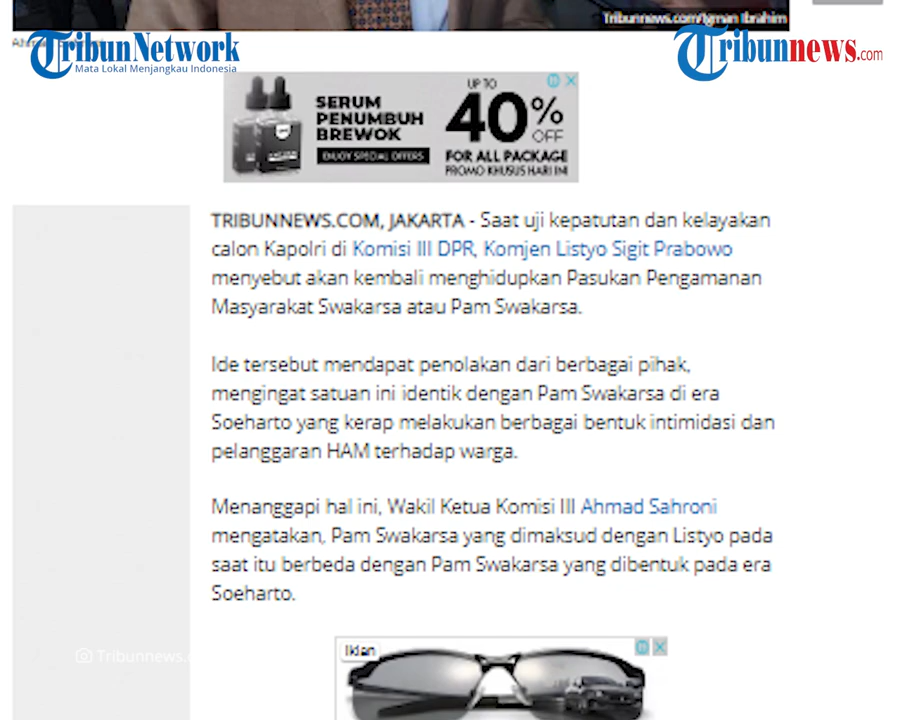 Tribunnews.com/Igman Ibrahim
Tribun Network
Mata Lokal Menjangkau Indonesia
Tribunnews.com
SERUM
PENUMBUH
BREWOK
ENJOY SPECIAL OFFERS
UP TO
40% OFF
FOR ALL PACKAGE
PROMO KHUSUS HARI INI
TRIBUNNEWS.COM, JAKARTA - Saat uji kepatutan dan kelayakan
calon Kapolri di Komisi III DPR, Komjen Listyo Sigit Prabowo
menyebut akan kembali menghidupkan Pasukan Pengamanan
Masyarakat Swakarsa atau Pam Swakarsa.
Ide tersebut mendapat penolakan dari berbagai pihak,
mengingat satuan ini identik dengan Pam Swakarsa di era
Soeharto yang kerap melakukan berbagai bentuk intimidasi dan
pelanggaran HAM terhadap warga.
Menanggapi hal ini, Wakil Ketua Komisi III Ahmad Sahroni
mengatakan, Pam Swakarsa yang dimaksud dengan Listyo pada
saat itu berbeda dengan Pam Swakarsa yang dibentuk pada era
Soeharto.
Iklan
Tribunnews.